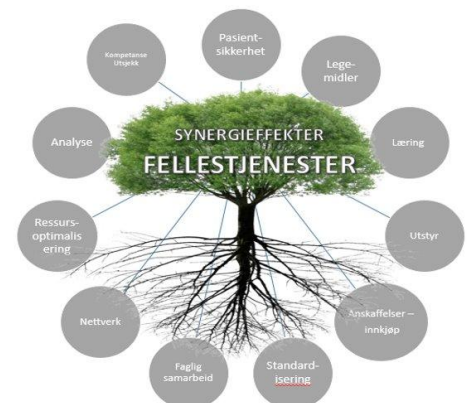 Pasient-
sikkerhet
Lege-
midler
Læring
Utstyr
Anskaffelser –
innkjøp
Standard-
isering
Faglig
samarbeid
Nettverk
Ressurs-
optimalis
ering
Analyse
Kompetanse
Utsjekk
SYNERGIEFFEKTER
FELLESTJENESTER